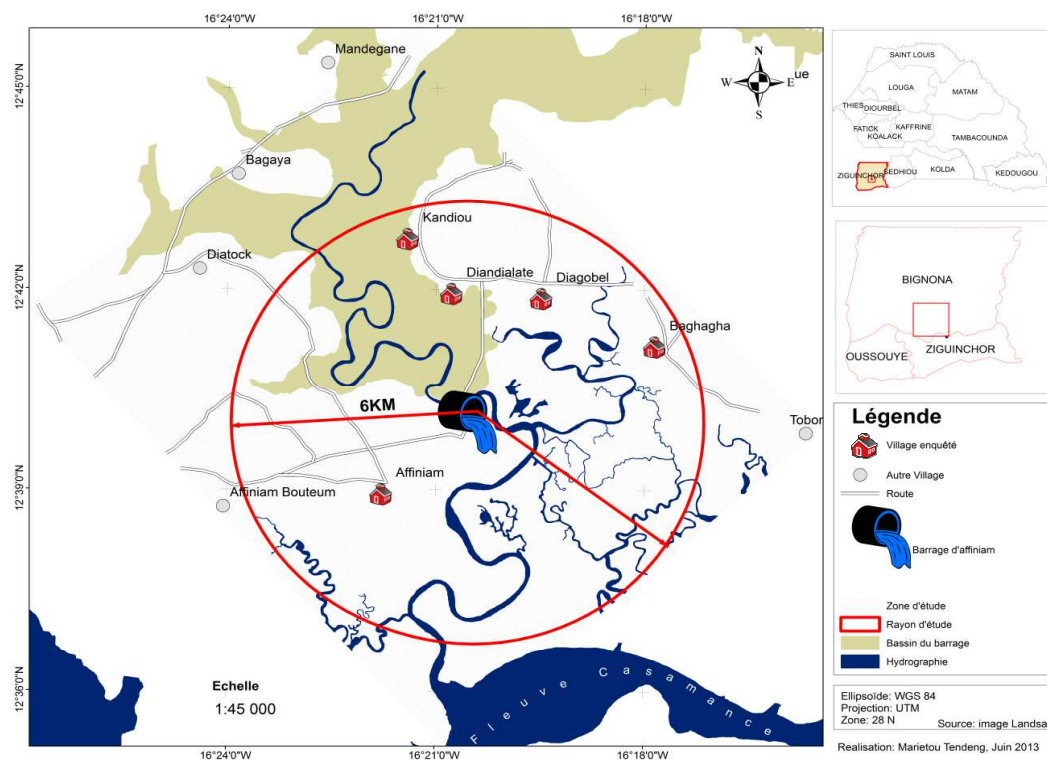 16°24'0"W
16°21'0"W
16°18'0"W
12°45'0"N
12°42'0"N
12°39'0"N
12°36'0"N
Mandegane
N
W
E
S
ue
Bagaya
Kandiou
Diatock
Diandialate
Diagobel
Baghagha
6KM
Tobor
Affiniam
Affiniam Bouteum
Echelle
1:45 000
Fleuve Casamance
16°24'0"W
16°21'0"W
16°18'0"W
SAINT LOUIS
LOUGA
MATAM
THIES
DIOURBEL
FATICK
KAFFRINE
KOALACK
TAMBACOUNDA
ZIGUINCHOR
SEDHIOU
KOLDA
KEDOUGOU
BIGNONA
OUSSOUYE
ZIGUINCHOR
Légende
Village enquêté
Autre Village
Route
Barrage d'affiniam
Zone d'étude
Rayon d'étude
Bassin du barrage
Hydrographie
Ellipsoïde: WGS 84
Projection: UTM
Zone: 28 N
Source: image Landsa
Realisation: Marietou Tendeng, Juin 2013